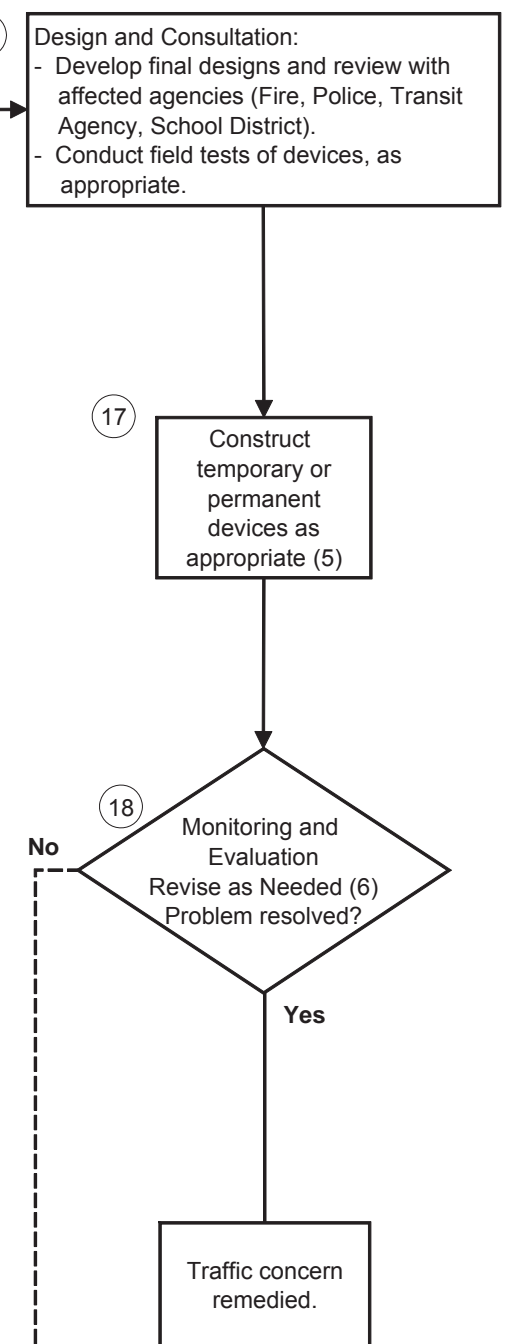 Design and Consultation:
- Develop final designs and review with
affected agencies (Fire, Police, Transit
Agency, School District).
- Conduct field tests of devices, as
appropriate.
17
Construct
temporary or
permanent
devices as
appropriate (5)
18
Monitoring and
Evaluation
Revise as Needed (6)
Problem resolved?
No
Yes
Traffic concern
remedied.